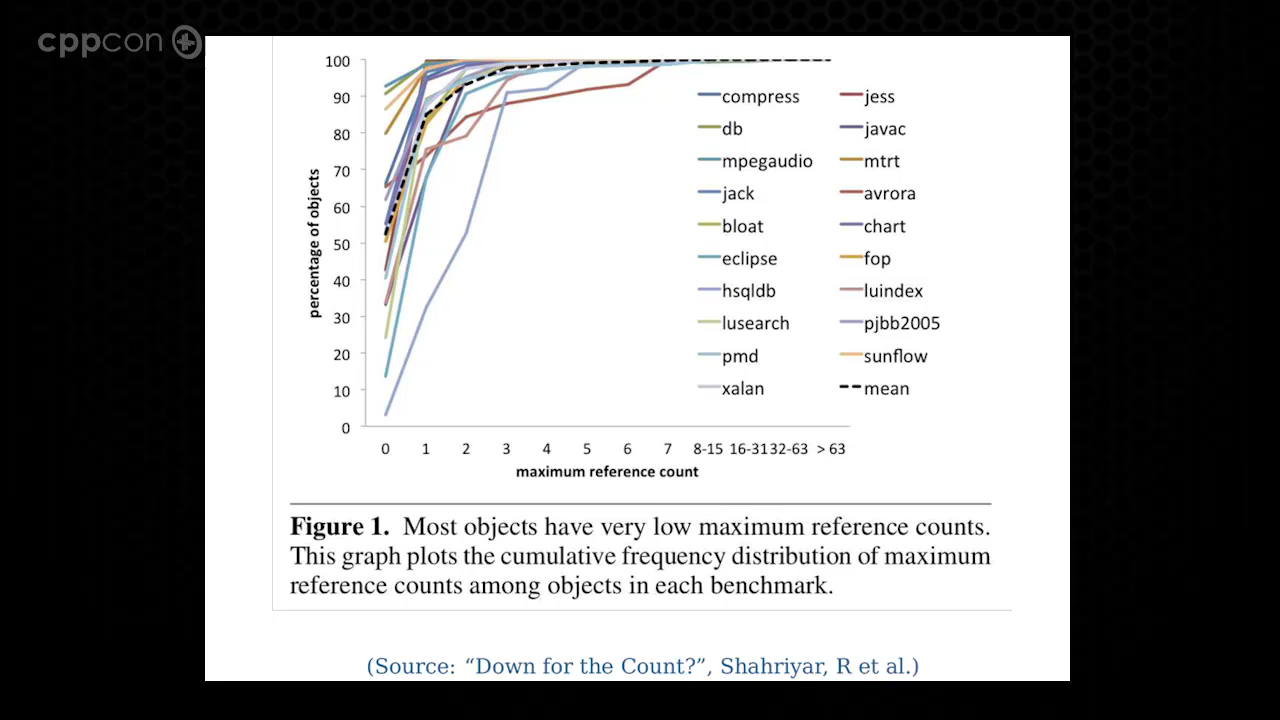 cppcon
100
90
80
70
60
50
40
30
20
10
0
percentage of objects
0 1 2 3 4 5 6 7 8-15 16-31 32-63 > 63
maximum reference count
compress jess
db javac
mpegaudio mtrt
jack avrora
bloat chart
eclipse fop
hsqldb luindex
lusearch pjbb2005
pmd sunflow
xalan mean
Figure 1. Most objects have very low maximum reference counts.
This graph plots the cumulative frequency distribution of maximum
reference counts among objects in each benchmark.
(Source: “Down for the Count?”, Shahriyar, R et al.)